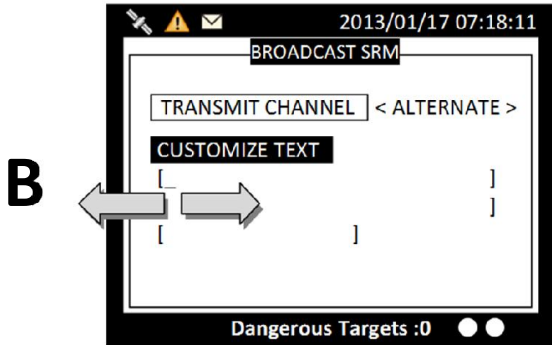 2013/01/17 07:18:11
BROADCAST SRM
TRANSMIT CHANNEL < ALTERNATE >
CUSTOMIZE TEXT
[_ ]
]
B
[ ]
Dangerous Targets :0